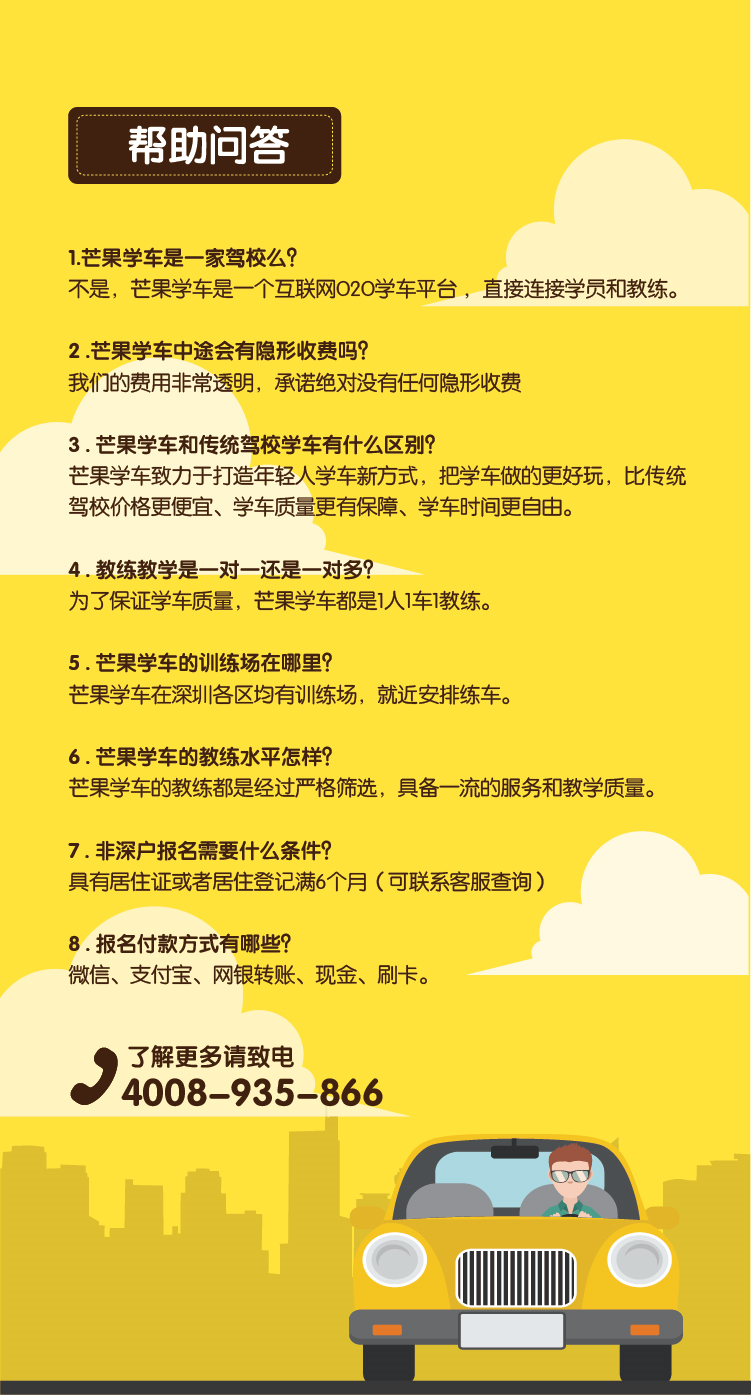 帮助问答
1.芒果学车是一家驾校么?
不是，芒果学车是一个互联网O2O学车平台 ，直接连接学员和教练。
2 .芒果学车中途会有隐形收费吗?
我们的费用非常透明，承诺绝对没有任何隐形收费
3 . 芒果学车和传统驾校学车有什么区别?
芒果学车致力于打造年轻人学车新方式，把学车做的更好玩，比传统
驾校价格更便宜、学车质量更有保障、学车时间更自由。
4 . 教练教学是一对一还是一对多?
为了保证学车质量，芒果学车都是1人1车1教练。
5 . 芒果学车的训练场在哪里?
芒果学车在深圳各区均有训练场，就近安排练车。
6 . 芒果学车的教练水平怎样?
芒果学车的教练都是经过严格筛选，具备一流的服务和教学质量。
7 . 非深户报名需要什么条件?
具有居住证或者居住登记满6个月（可联系客服查询）
8 . 报名付款方式有哪些?
微信、支付宝、网银转账、现金、刷卡。
了解更多请致电
4008-935-866